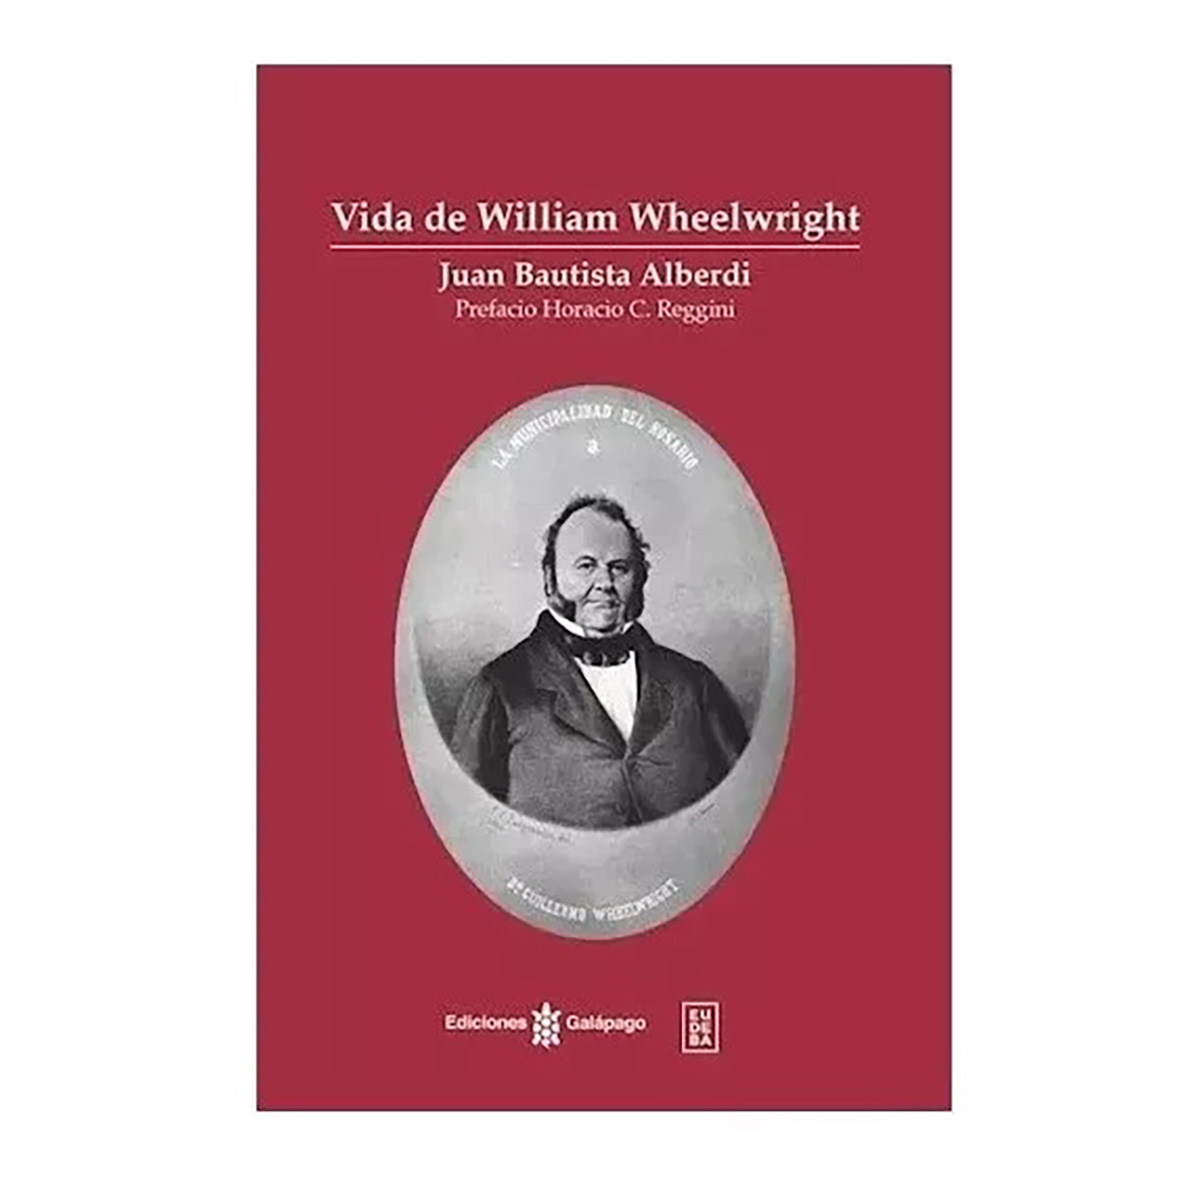 Vida de William Wheelwright
Juan Bautista Alberdi
Prefacio Horacio C. Reggini
LA MUNICIPALIDAD DEL ROSARIO
a
Dn. GUILLERMO WHEELWRIGHT
Ediciones Galápago
EU
DE
BA